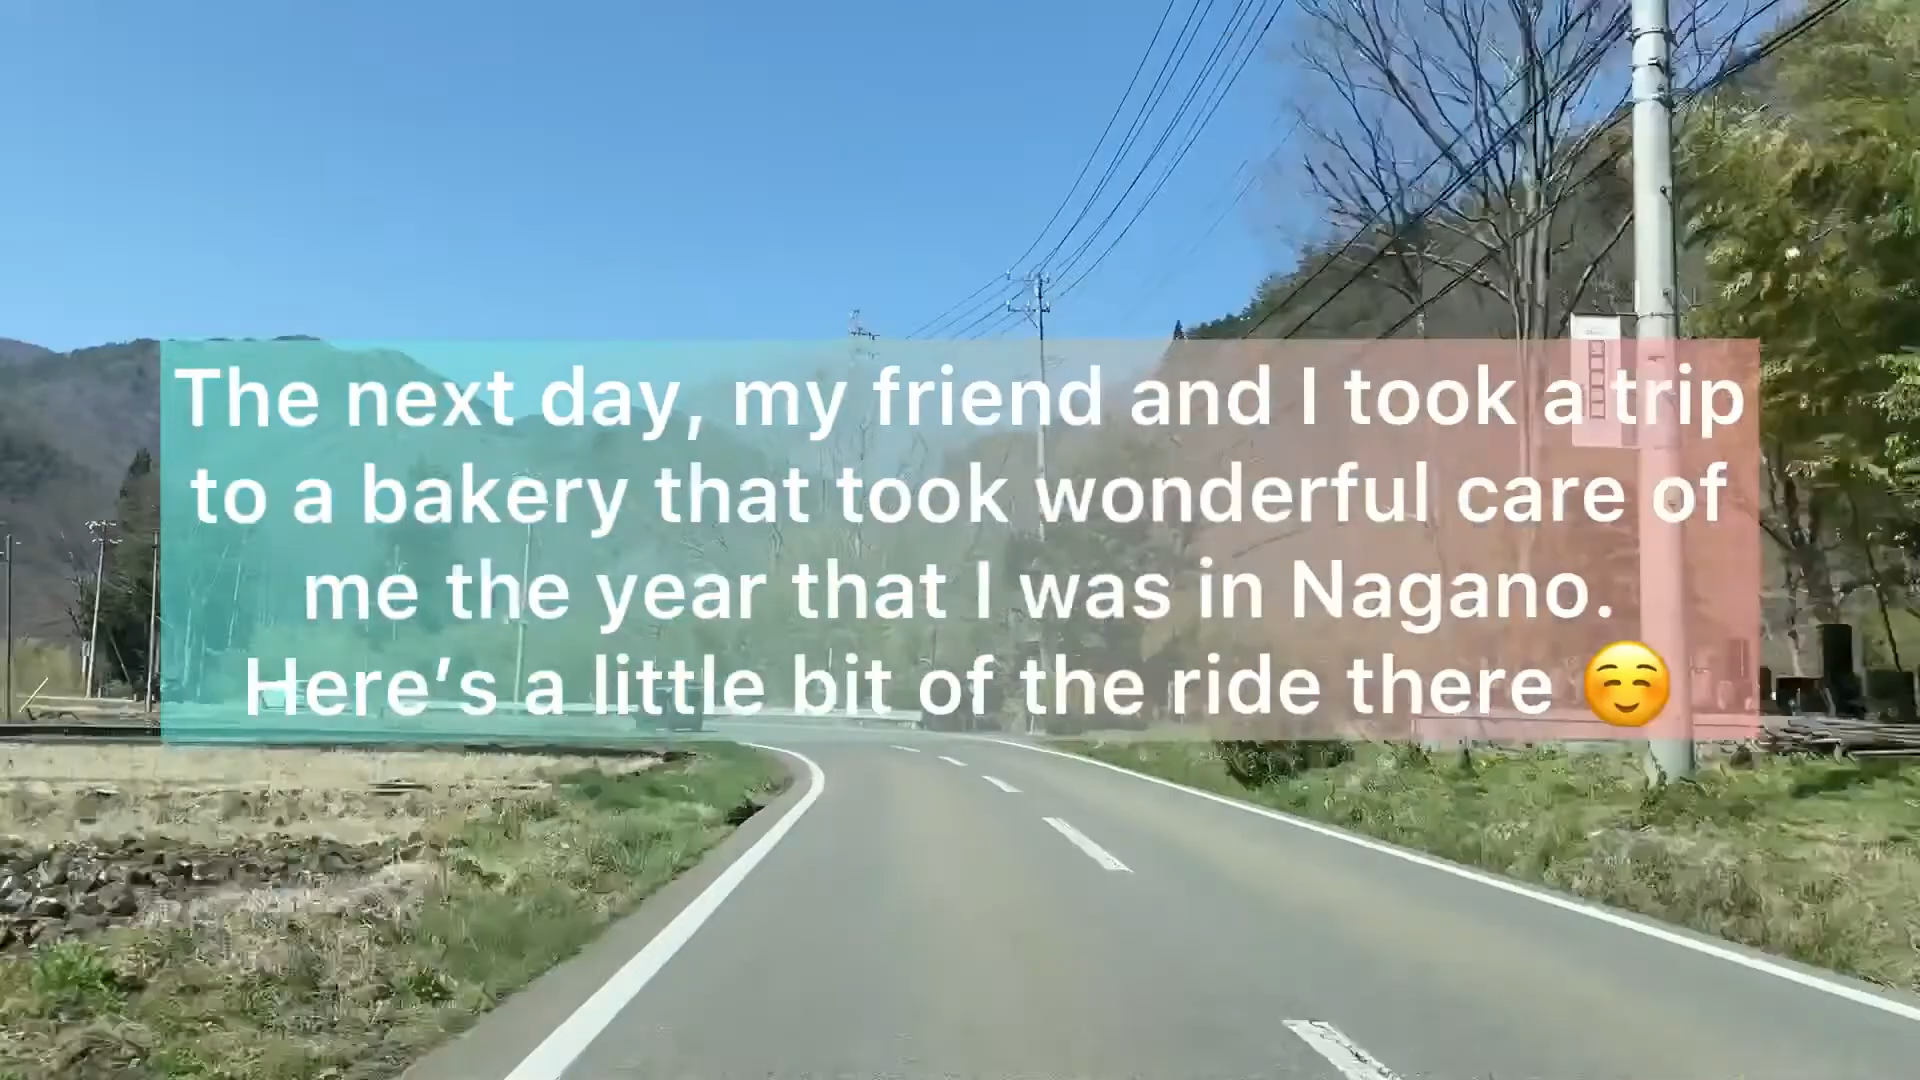 The next day, my friend and I took a trip
to a bakery that took wonderful care of
me the year that I was in Nagano.
Here’s a little bit of the ride there ☺️